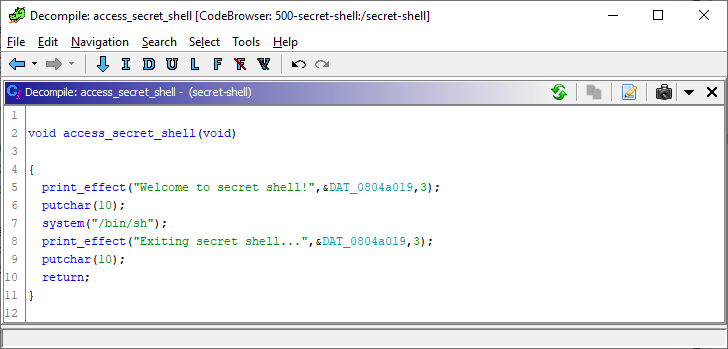 Decompile: access_secret_shell [CodeBrowser: 500-secret-shell:/secret-shell]
File Edit Navigation Search Select Tools Help
I D U L F F V
Decompile: access_secret_shell - (secret-shell)
1
2 void access_secret_shell(void)
3
4 {
5 print_effect("Welcome to secret shell!",&DAT_0804a019,3);
6 putchar(10);
7 system("/bin/sh");
8 print_effect("Exiting secret shell...",&DAT_0804a019,3);
9 putchar(10);
10 return;
11 }
12